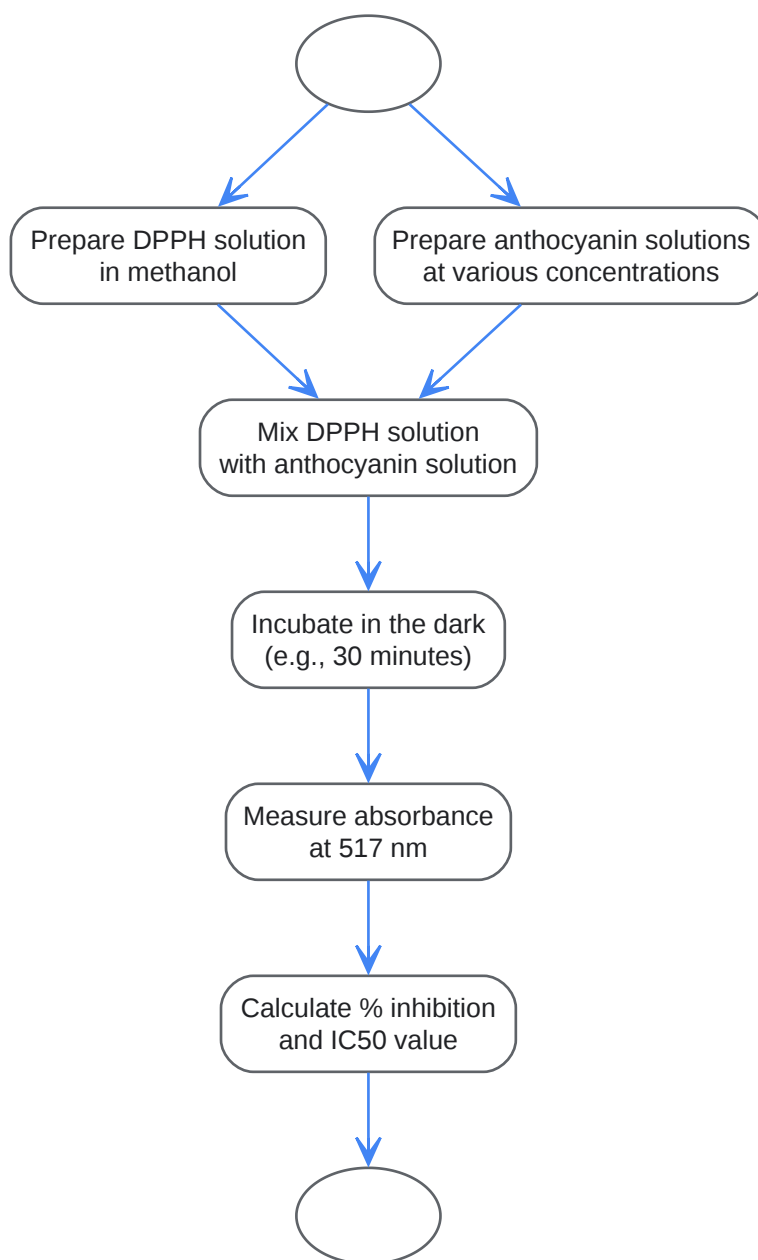 Prepare DPPH solution
in methanol
Prepare anthocyanin solutions
at various concentrations
Mix DPPH solution
with anthocyanin solution
Incubate in the dark
(e.g., 30 minutes)
Measure absorbance
at 517 nm
Calculate % inhibition
and IC50 value